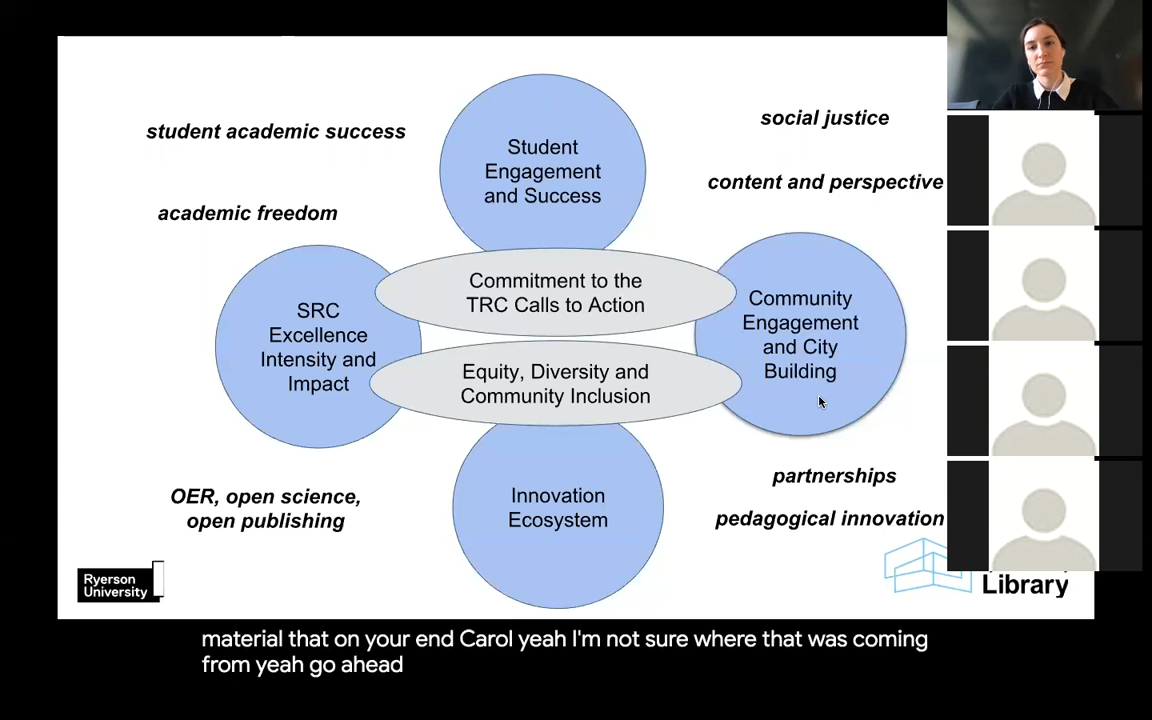 student academic success
social justice
Student
Engagement
and Success
content and perspective
academic freedom
Commitment to the
TRC Calls to Action
SRC
Excellence
Intensity and
Impact
Community
Engagement
and City
Building
Equity, Diversity and
Community Inclusion
Innovation
Ecosystem
partnerships
OER, open science,
open publishing
pedagogical innovation
Ryerson
University
Library
material that on your end Carol yeah I'm not sure where that was coming
from yeah go ahead